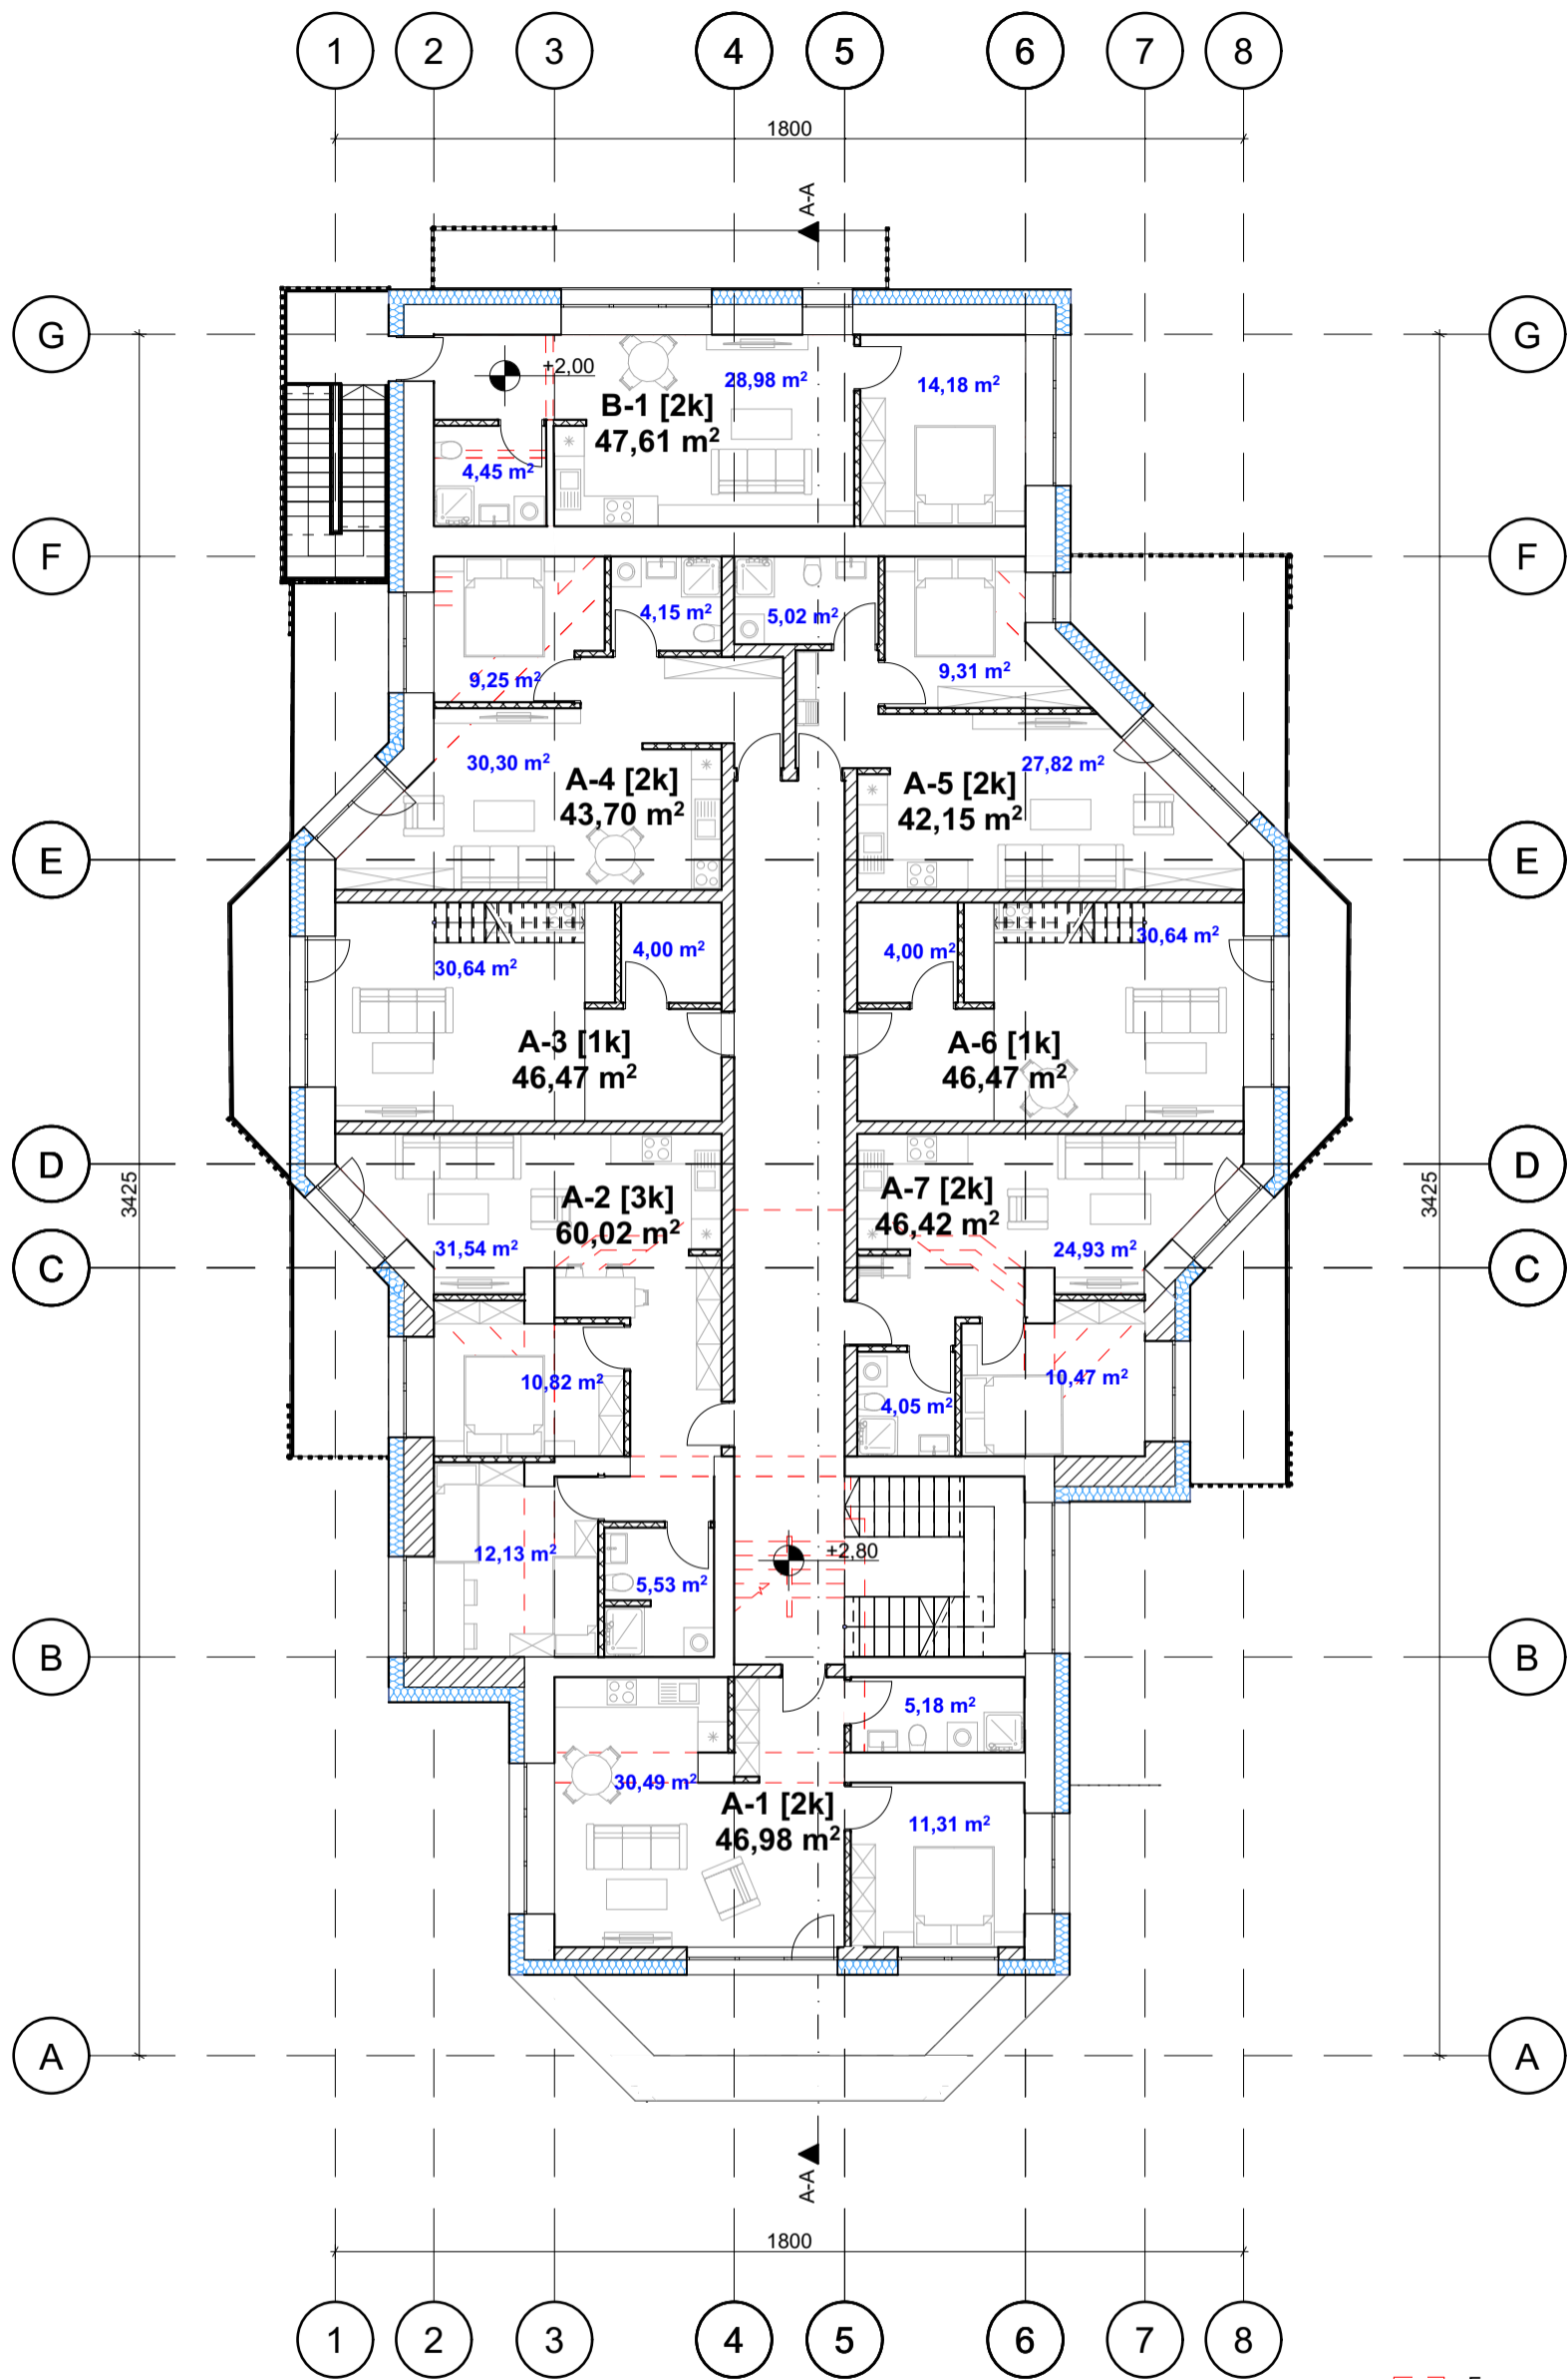 1 2 3 4 5 6 7 8
1800
A-A
G G
+2,00
28,98 m²
14,18 m²
B-1 [2k]
47,61 m²
4,45 m²
F F
4,15 m²
5,02 m²
9,25 m²
9,31 m²
30,30 m²
27,82 m²
A-4 [2k]
43,70 m²
A-5 [2k]
42,15 m²
E E
30,64 m²
4,00 m²
4,00 m²
30,64 m²
A-3 [1k]
46,47 m²
A-6 [1k]
46,47 m²
D D
3425
3425
A-2 [3k]
60,02 m²
A-7 [2k]
46,42 m²
31,54 m²
24,93 m²
C C
10,82 m²
10,47 m²
4,05 m²
12,13 m²
5,53 m²
+2,80
B B
5,18 m²
30,49 m²
A-1 [2k]
46,98 m²
11,31 m²
A A
A-A
1800
1 2 3 4 5 6 7 8